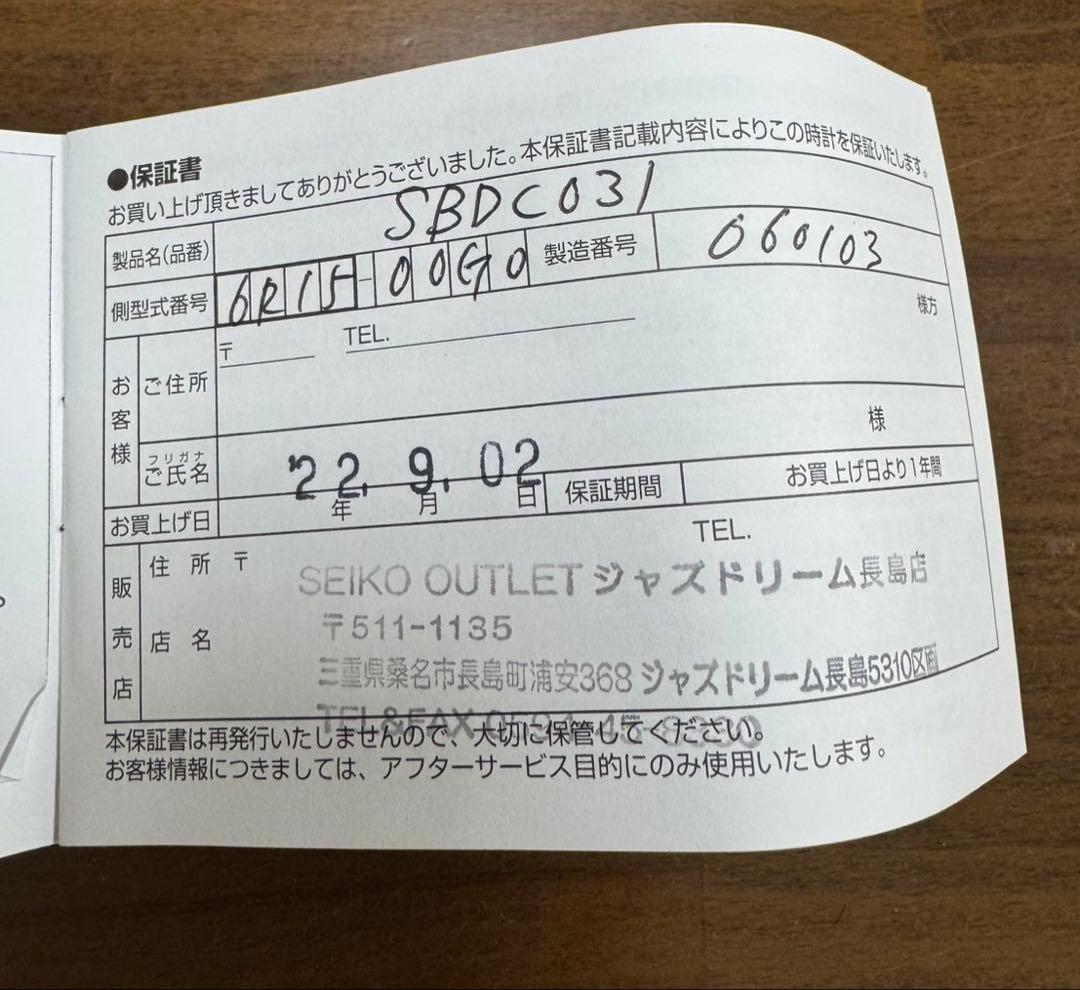 ●保証書
お買い上げ頂きましてありがとうございました。本保証書記載内容によりこの時計を保証いたします。
製品名(品番) SBDC031
側型式番号 6R15-00G0 製造番号 060103
お客様 ご住所 〒 TEL. 様方
フリガナ
ご氏名 様
お買上げ日 '22. 9. 02 年 月 日 保証期間 お買上げ日より1年間
販売店 住所 〒 TEL.
SEIKO OUTLET ジャズドリーム長島店
〒511-1135
店名
三重県桑名市長島町浦安368 ジャズドリーム長島5310区画
TEL&FAX 0594-45-
本保証書は再発行いたしませんので、大切に保管してください。
お客様情報につきましては、アフターサービス目的にのみ使用いたします。